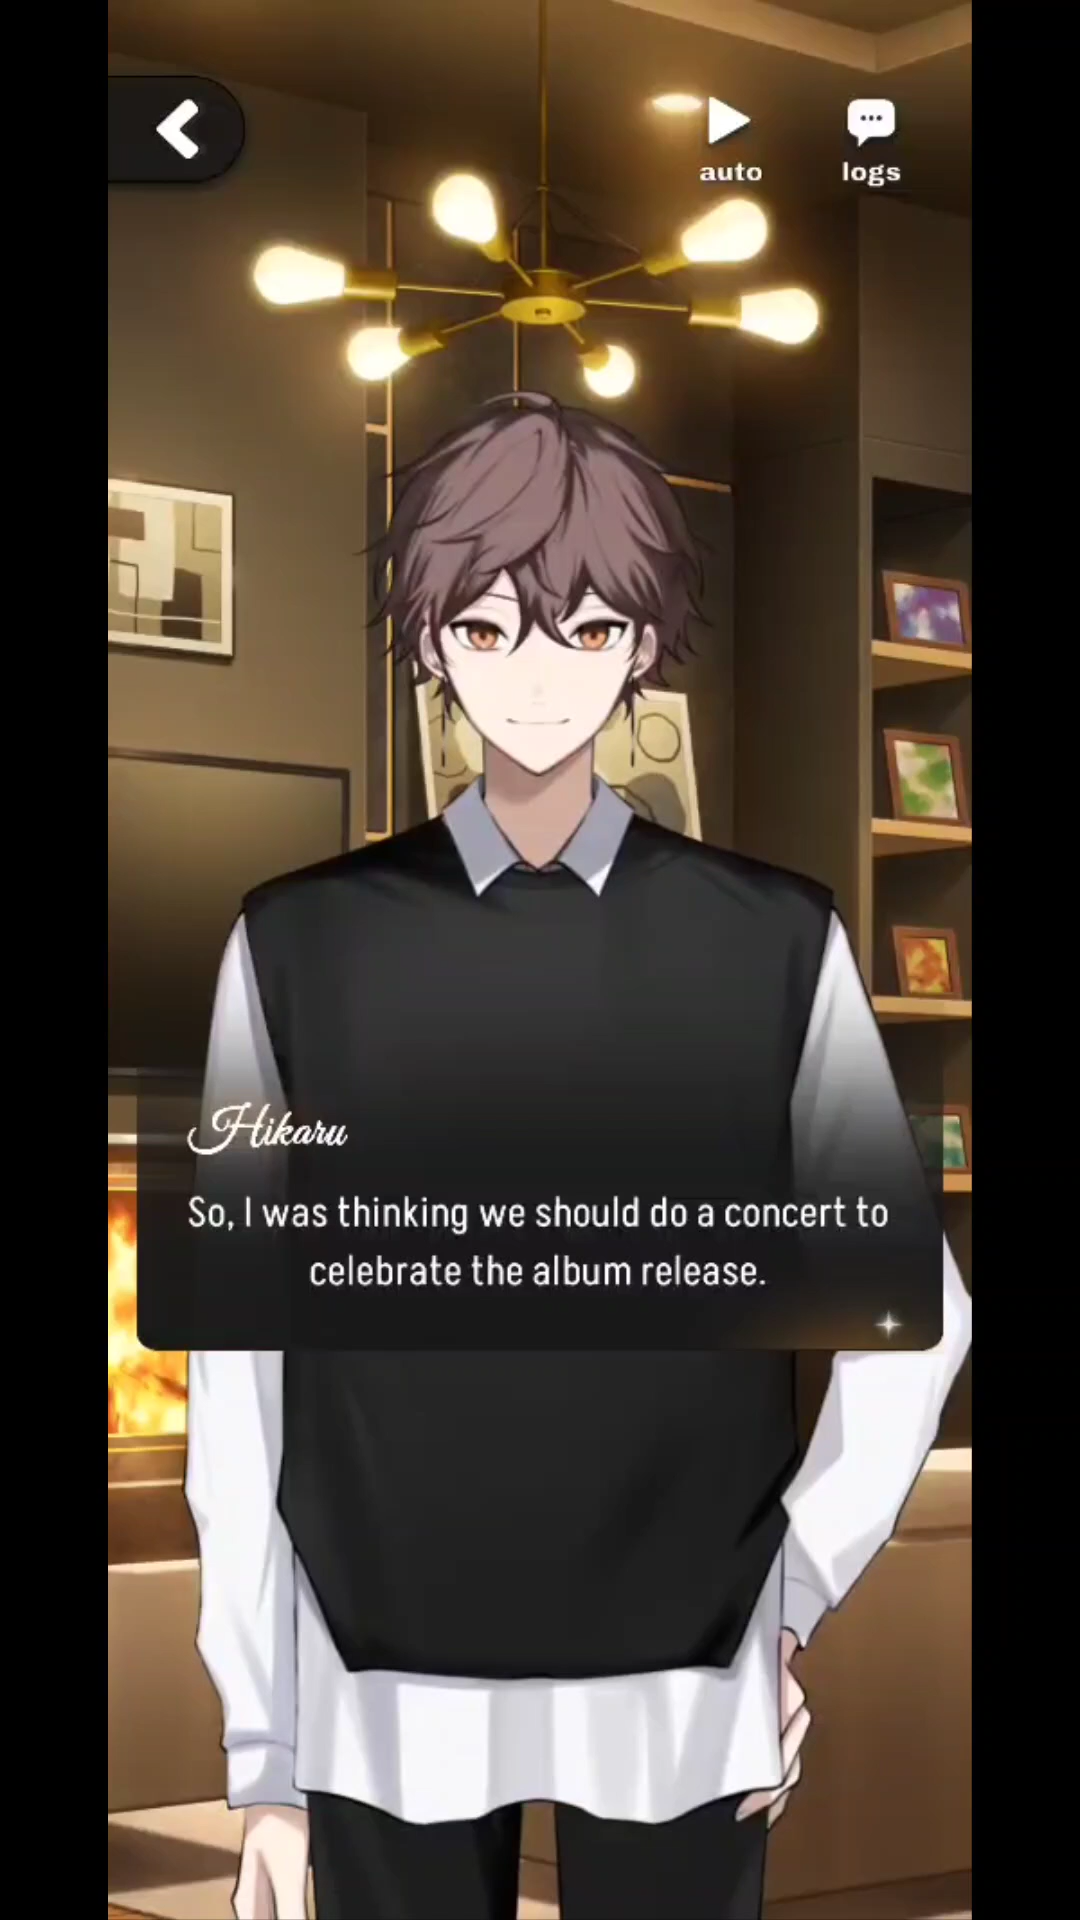 auto
logs
Hikaru
So, I was thinking we should do a concert to
celebrate the album release.